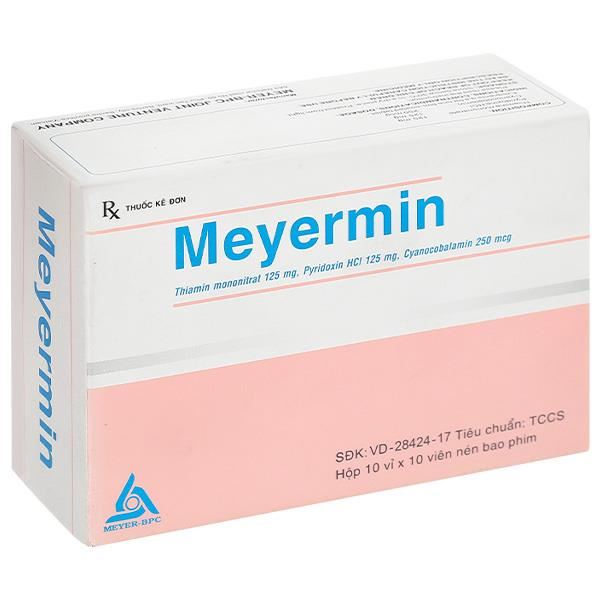 MEYER-BPC JOINT VENTURE COMPANY
COMPOSITION:
Rx THUỐC KÊ ĐƠN
Meyermin
Thiamin mononitrat 125 mg, Pyridoxin HCl 125 mg, Cyanocobalamin 250 mcg
SĐK: VD-28424-17 Tiêu chuẩn: TCCS
Hộp 10 vỉ x 10 viên nén bao phim
Meyermin
MEYER-BPC